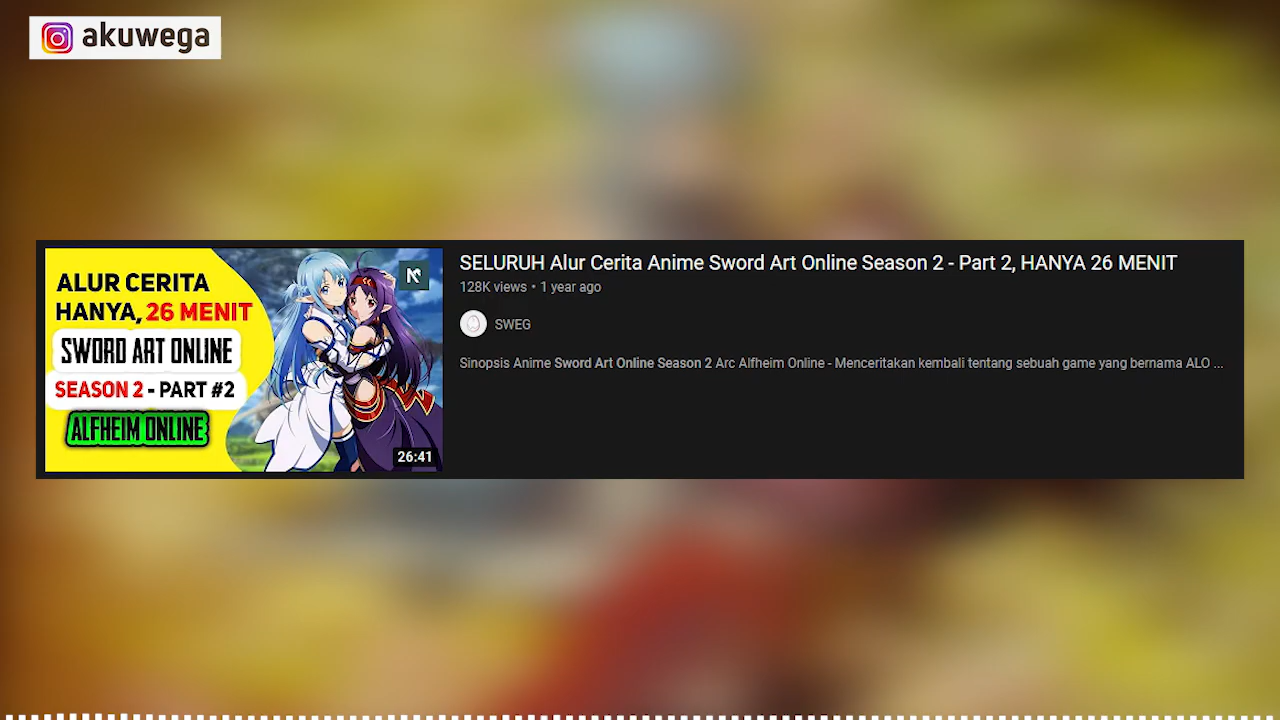 akuwega
ALUR CERITA
HANYA, 26 MENIT
SWORD ART ONLINE
SEASON 2 - PART #2
ALFHEIM ONLINE
26:41
SELURUH Alur Cerita Anime Sword Art Online Season 2 - Part 2, HANYA 26 MENIT
128K views • 1 year ago
SWEG
Sinopsis Anime Sword Art Online Season 2 Arc Alfheim Online - Menceritakan kembali tentang sebuah game yang bernama ALO ...